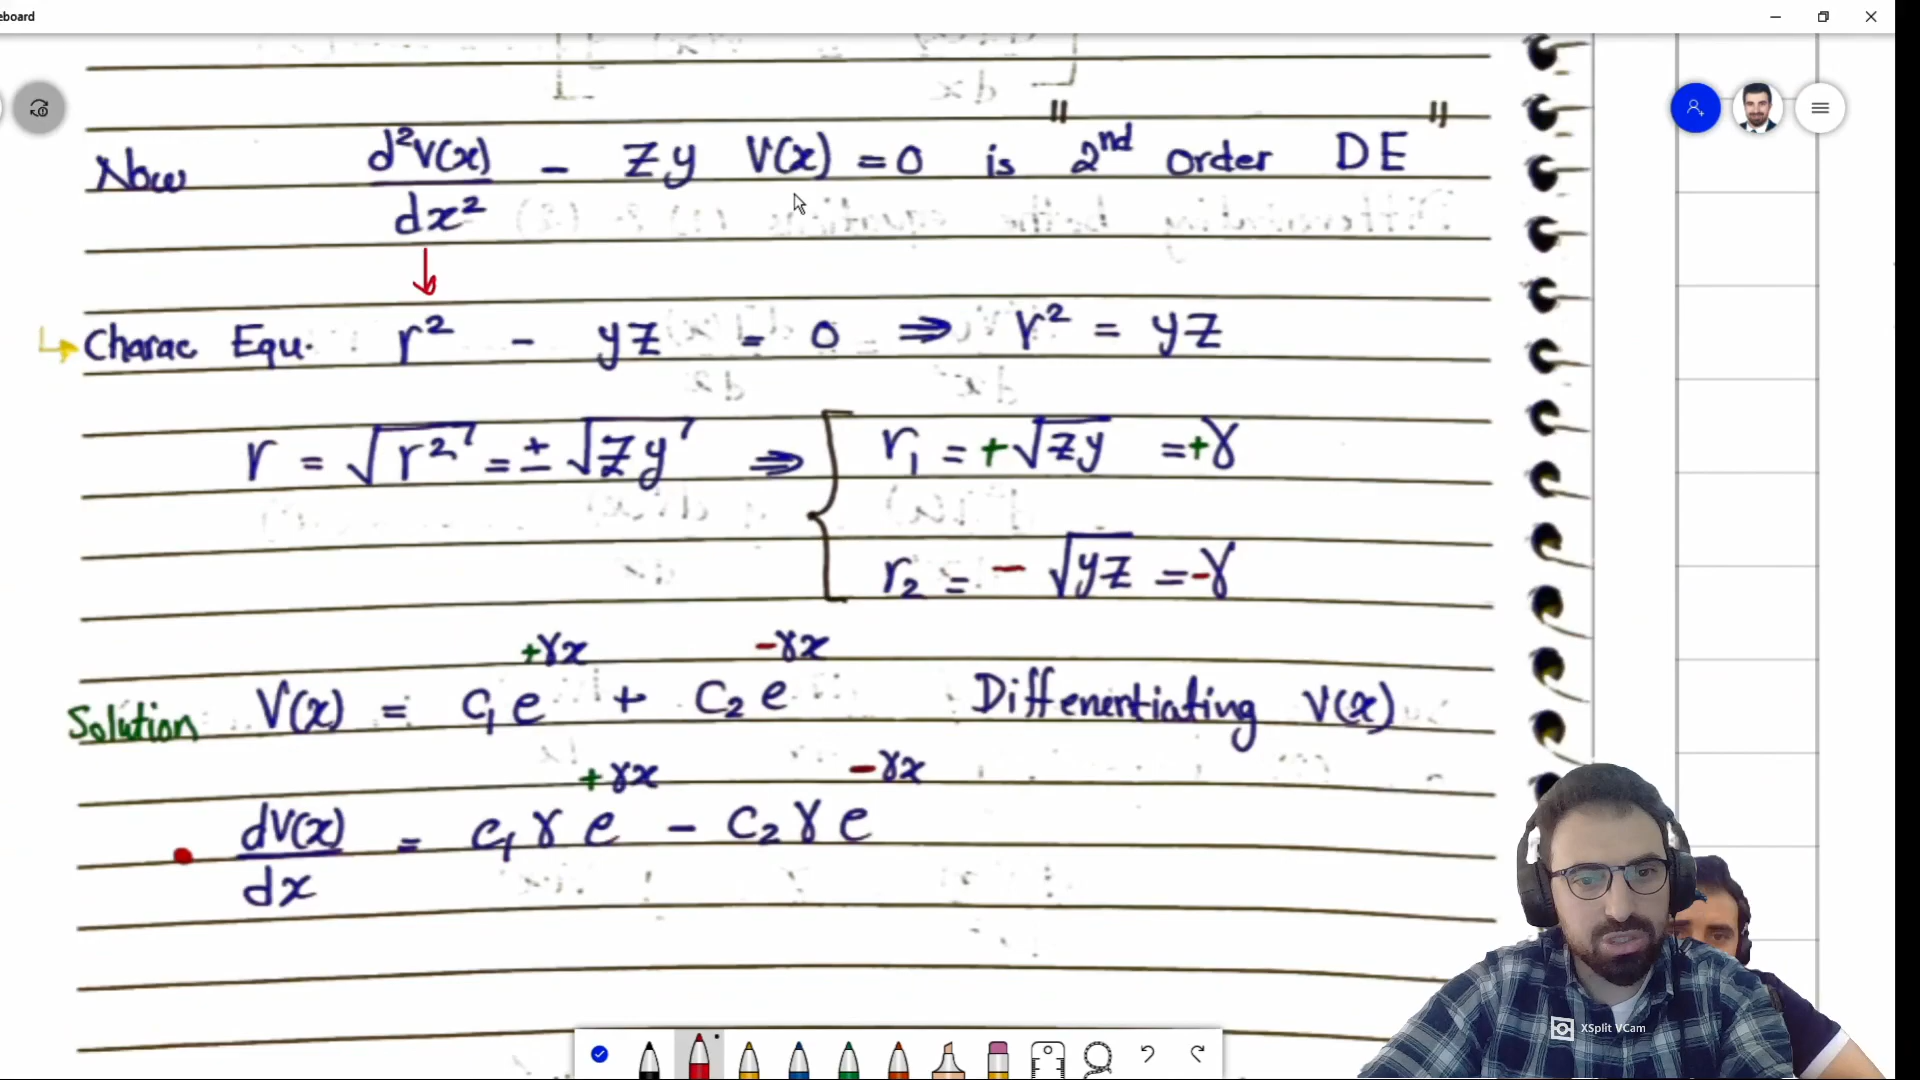 eboard
Now d²V(x)/dx² - zy V(x) = 0 is "2nd order DE"
Charac Equ. r² - yz = 0 ⇒ r² = yz
r = √r² = ± √zy ⇒ { r₁ = +√zy = +γ
r₂ = - √yz = -γ
Solution V(x) = c₁ e^{+γx} + c₂ e^{-γx} Differentiating V(x)
dV(x)/dx = c₁ γ e^{+γx} - c₂ γ e^{-γx}
XSplit VCam